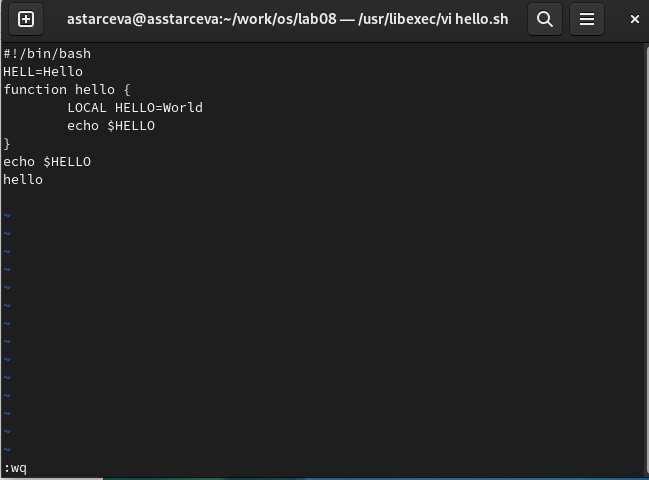 astarceva@asstarceva:~/work/os/lab08 — /usr/libexec/vi hello.sh
#!/bin/bash
HELL=Hello
function hello {
        LOCAL HELLO=World
        echo $HELLO
}
echo $HELLO
hello
~
~
~
~
~
~
~
~
~
~
~
~
~
~
:wq